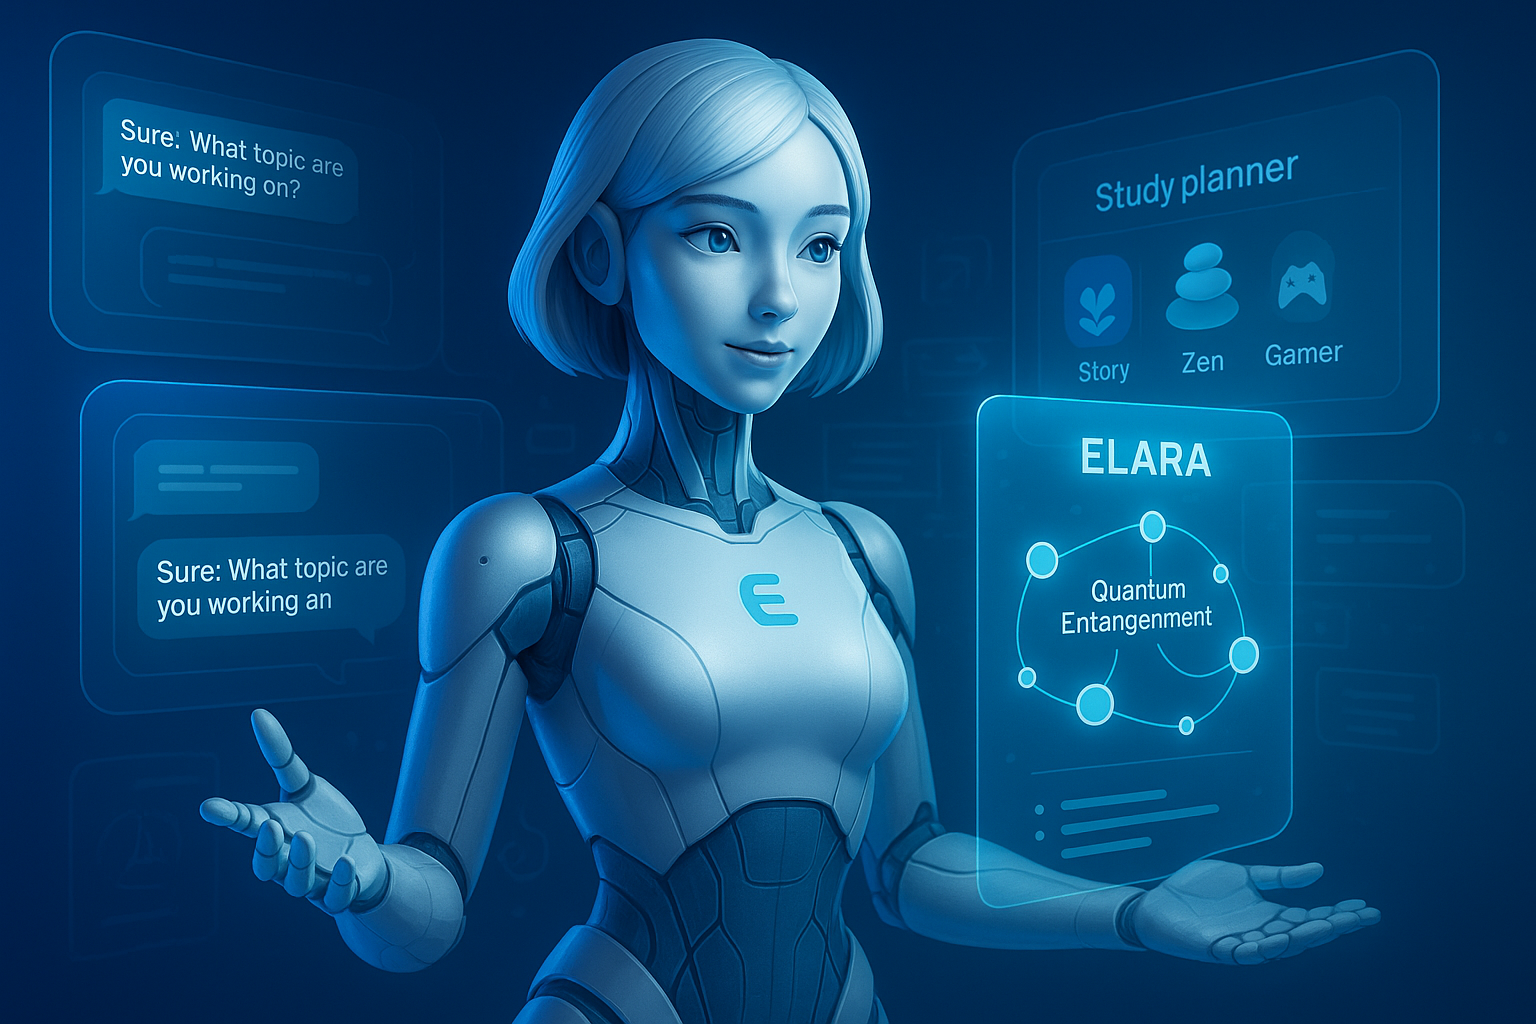 Sure: What topic are
you working on?
Study planner
Story
Zen
Gamer
ELARA
Quantum
Entangenment
Sure: What topic are
you working an
E